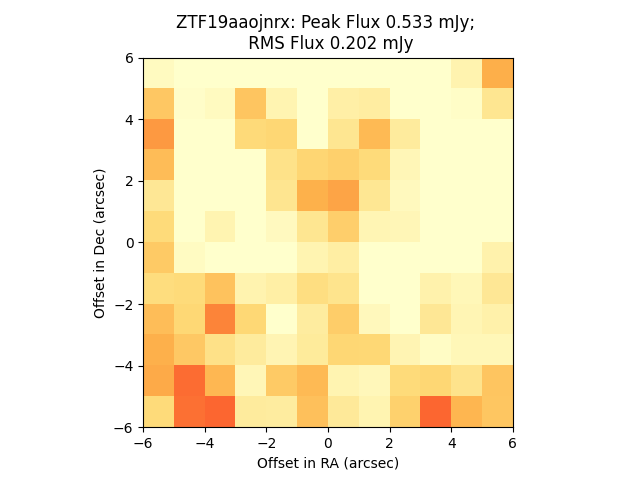 ZTF19aaojnrx: Peak Flux 0.533 mJy;
RMS Flux 0.202 mJy
6
4
2
0
−2
−4
−6
Offset in Dec (arcsec)
−6 −4 −2 0 2 4 6
Offset in RA (arcsec)